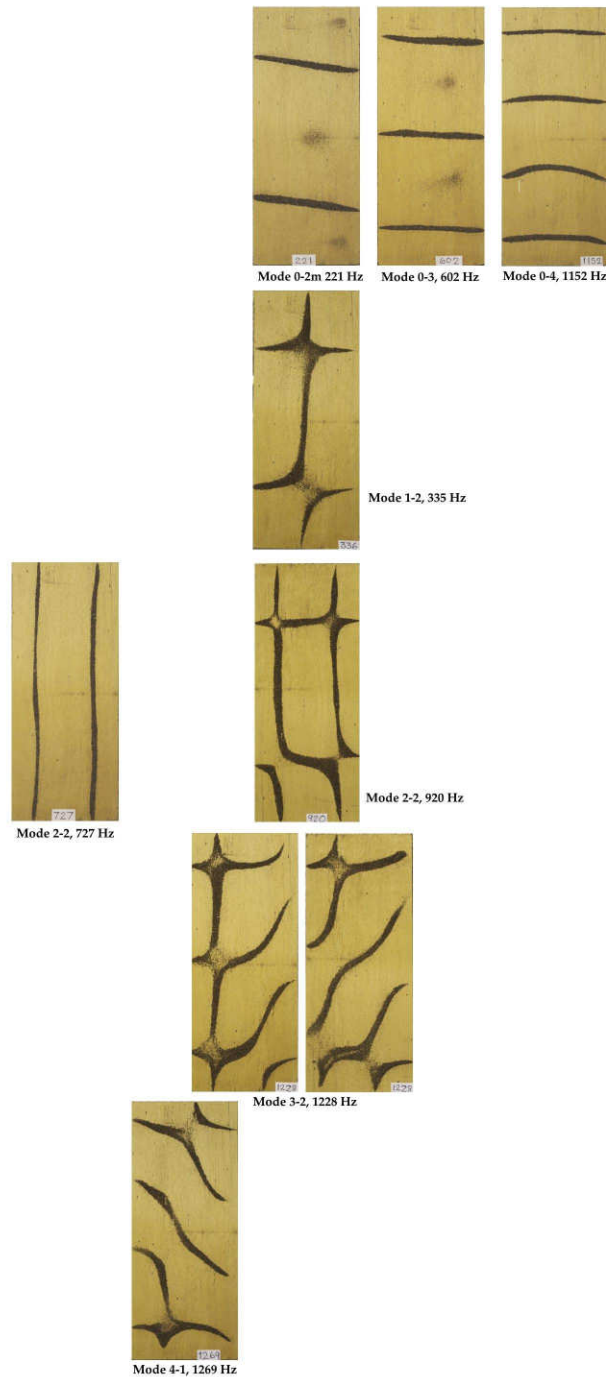 221
602
1152
Mode 0-2m 221 Hz
Mode 0-3, 602 Hz
Mode 0-4, 1152 Hz
336
Mode 1-2, 335 Hz
727
Mode 2-2, 727 Hz
920
Mode 2-2, 920 Hz
1228
1228
Mode 3-2, 1228 Hz
1269
Mode 4-1, 1269 Hz